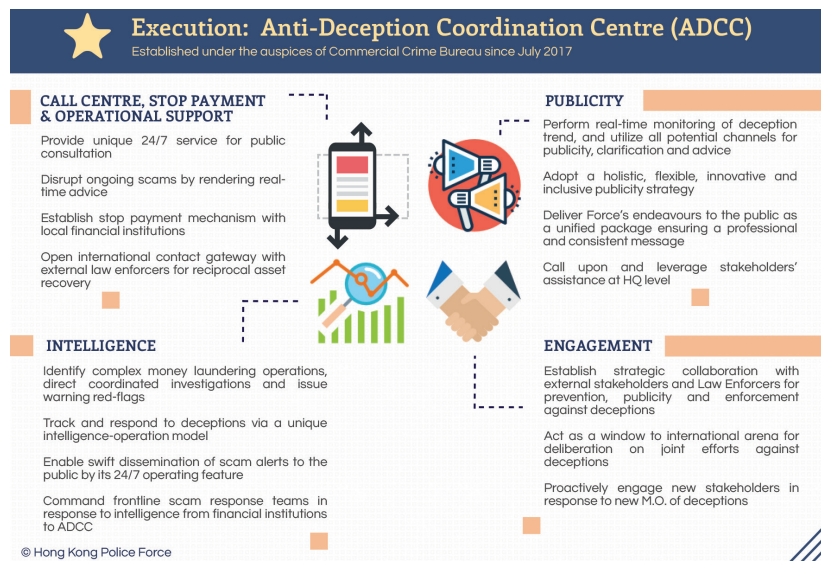 Execution: Anti-Deception Coordination Centre (ADCC)
Established under the auspices of Commercial Crime Bureau since July 2017
CALL CENTRE, STOP PAYMENT
& OPERATIONAL SUPPORT
Provide unique 24/7 service for public
consultation
Disrupt ongoing scams by rendering real-
time advice
Establish stop payment mechanism with
local financial institutions
Open international contact gateway with
external law enforcers for reciprocal asset
recovery
PUBLICITY
Perform real-time monitoring of deception
trend, and utilize all potential channels for
publicity, clarification and advice
Adopt a holistic, flexible, innovative and
inclusive publicity strategy
Deliver Force's endeavours to the public as
a unified package ensuring a professional
and consistent message
Call upon and leverage stakeholders'
assistance at HQ level
INTELLIGENCE
Identify complex money laundering operations,
direct coordinated investigations and issue
warning red-flags
Track and respond to deceptions via a unique
intelligence-operation model
Enable swift dissemination of scam alerts to the
public by its 24/7 operating feature
Command frontline scam response teams in
response to intelligence from financial institutions
to ADCC
ENGAGEMENT
Establish strategic collaboration with
external stakeholders and Law Enforcers for
prevention, publicity and enforcement
against deceptions
Act as a window to international arena for
deliberation on joint efforts against
deceptions
Proactively engage new stakeholders in
response to new M.O. of deceptions
© Hong Kong Police Force